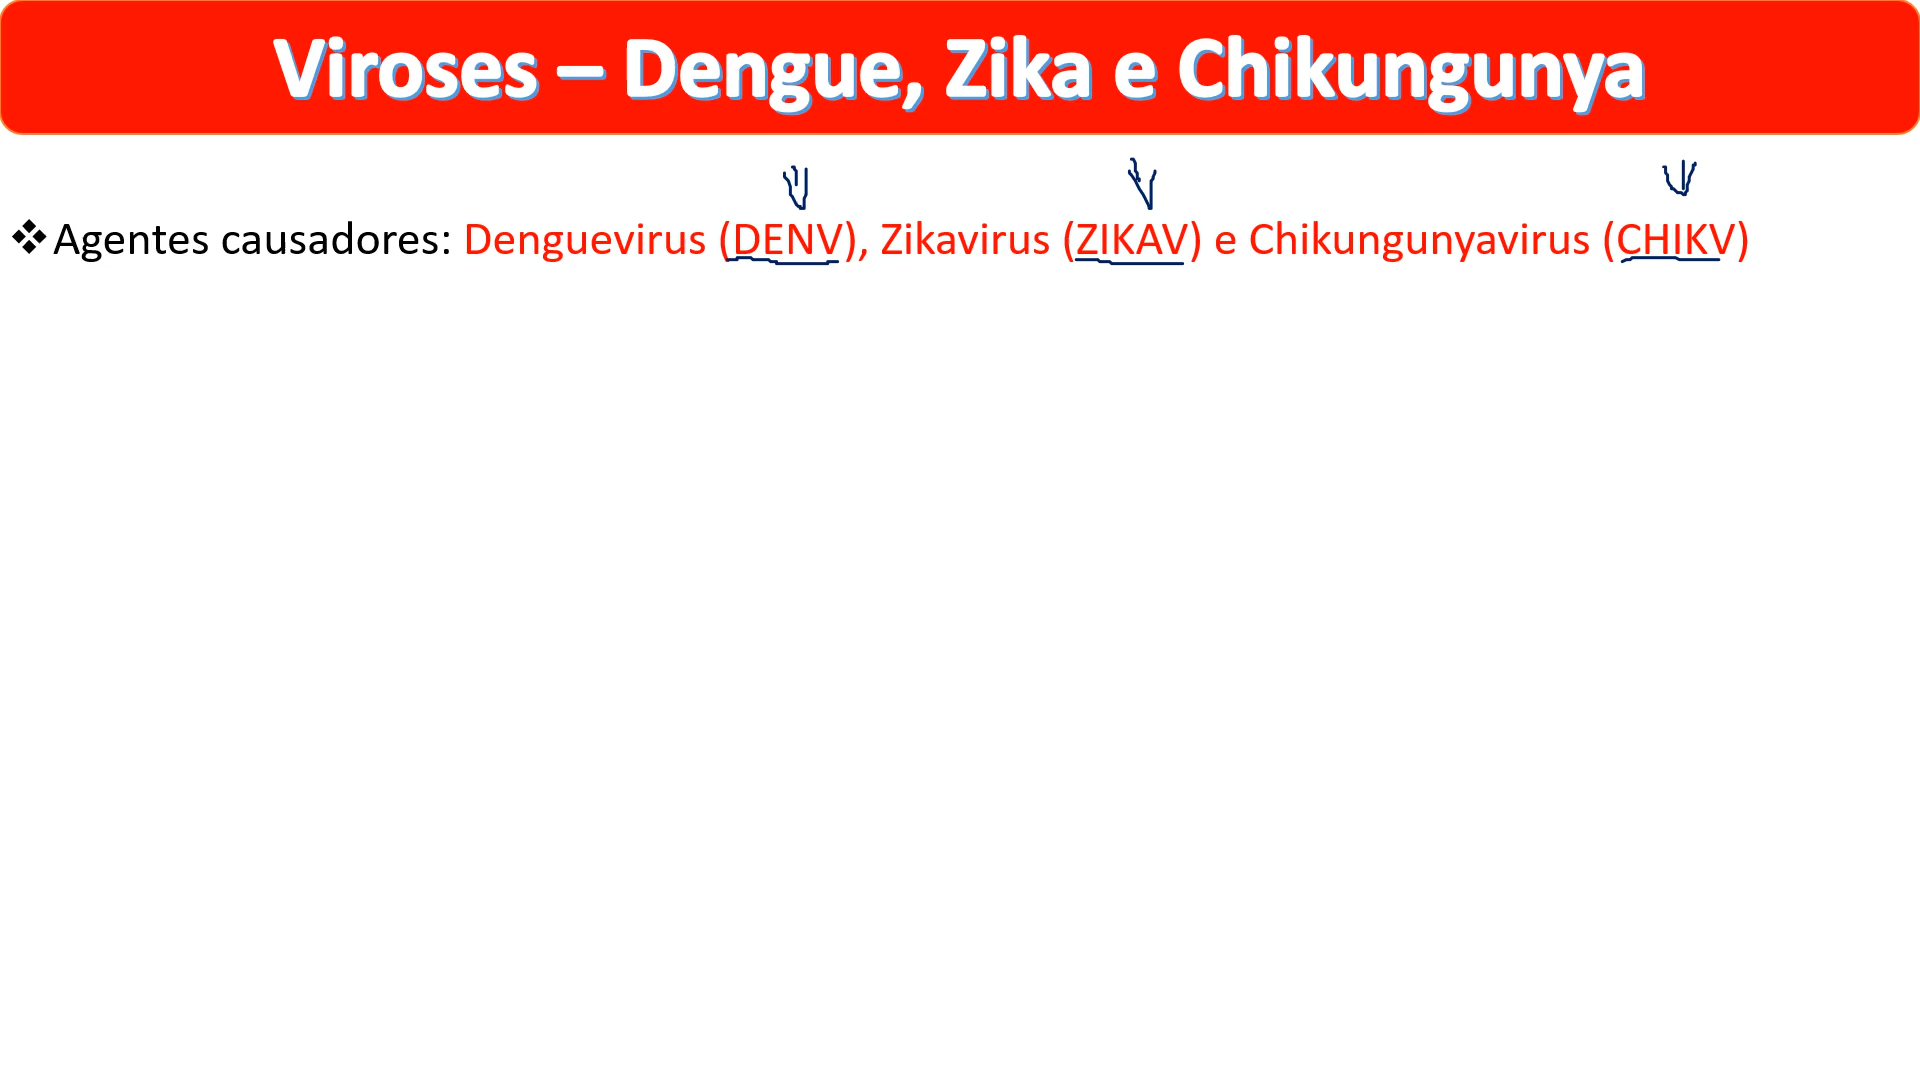 Viroses – Dengue, Zika e Chikungunya
❖Agentes causadores: Denguevirus (DENV), Zikavirus (ZIKAV) e Chikungunyavirus (CHIKV)